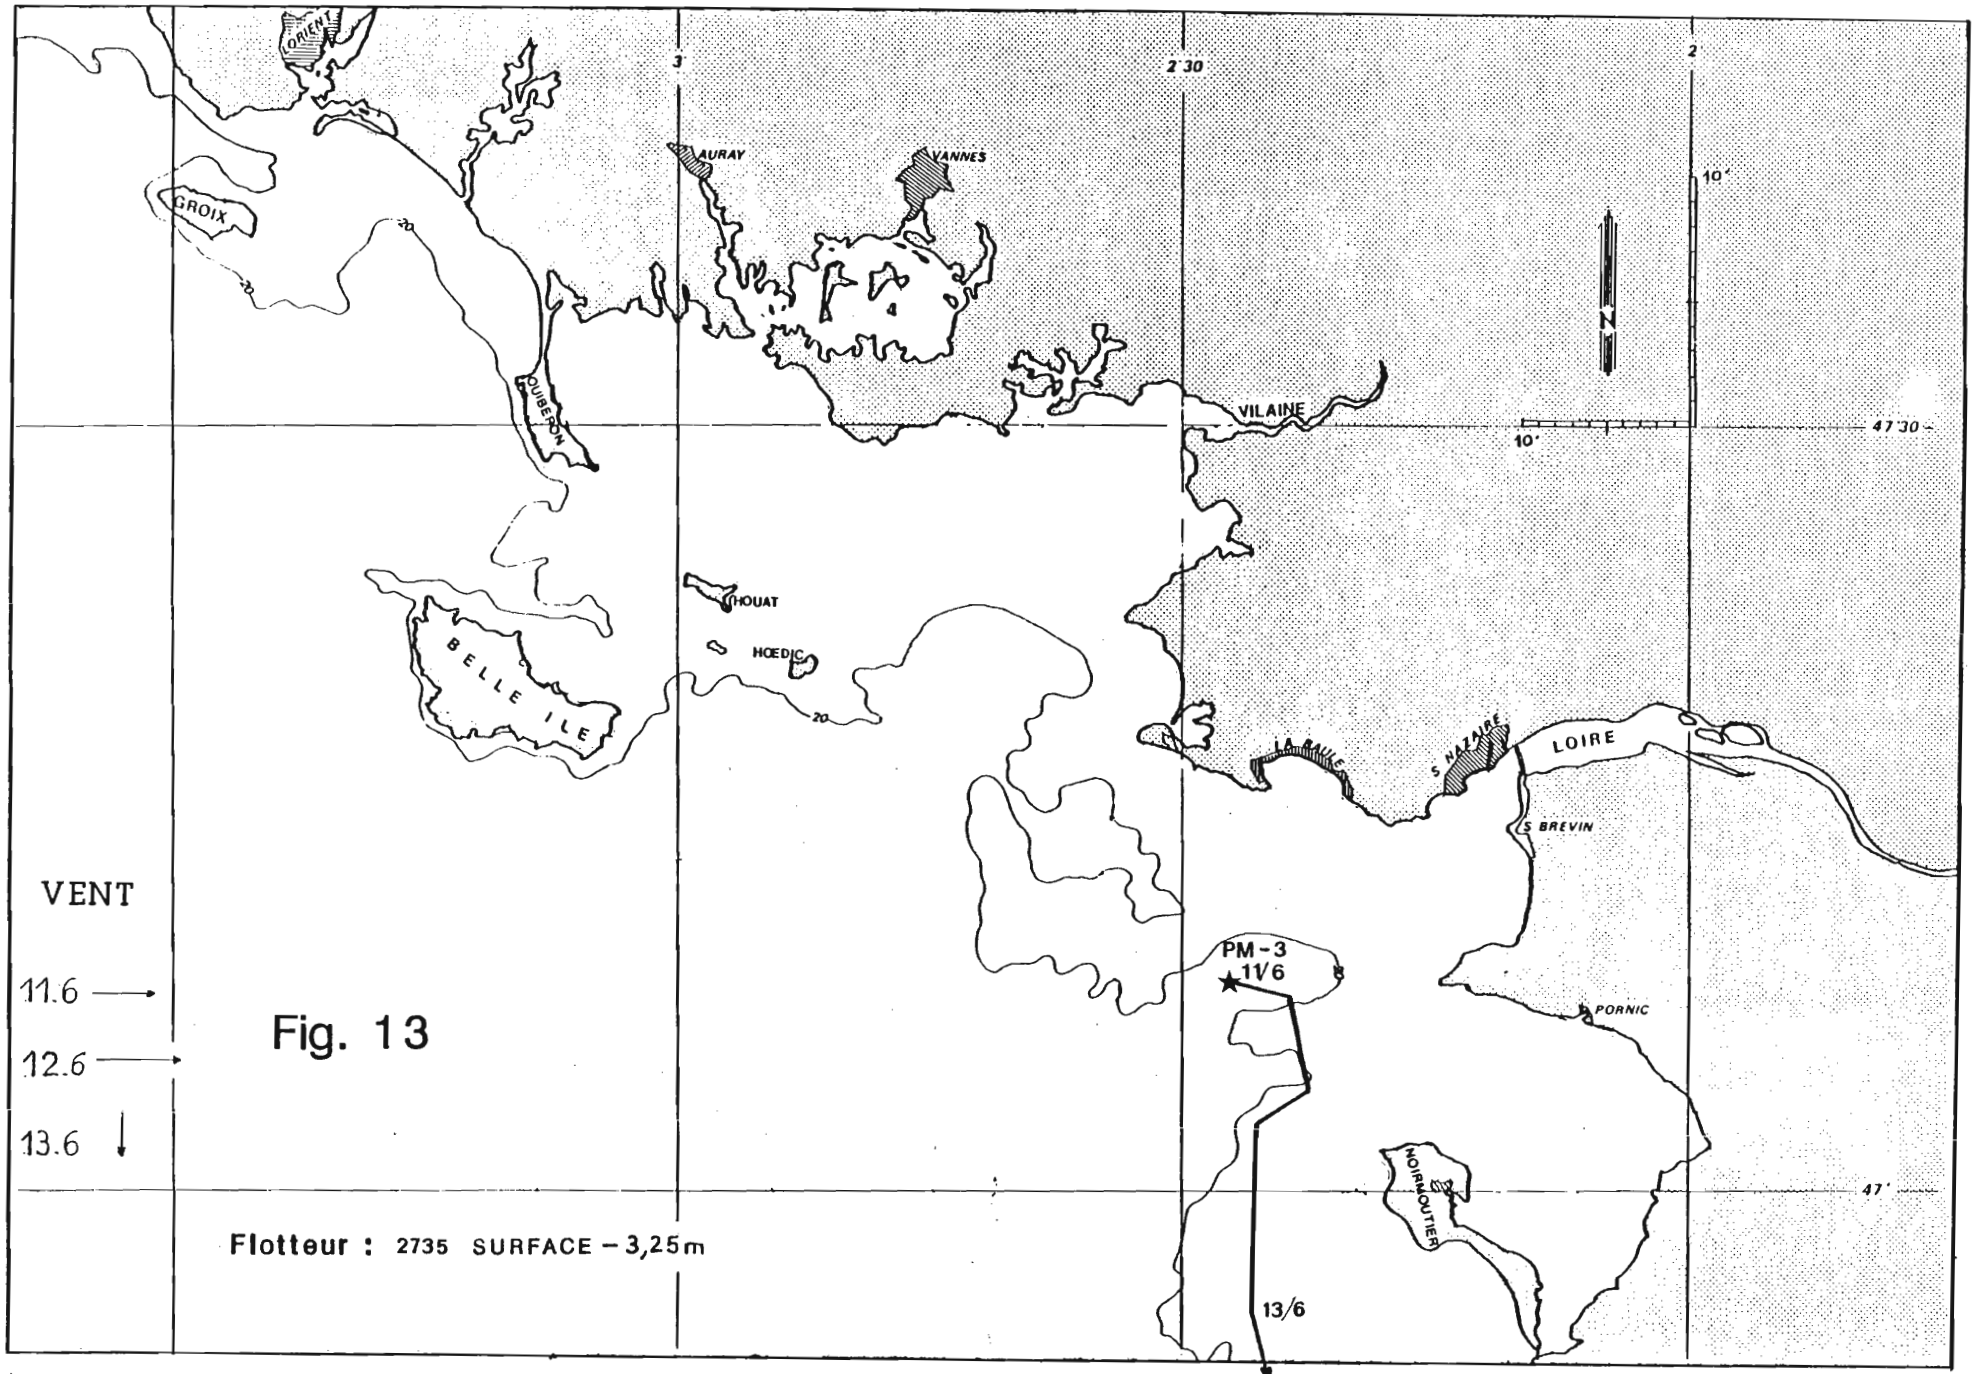 LORIENT
3
2°30
2
AURAY
VANNES
10'
GROIX
20
20
4
N
QUIBERON
VILAINE
10'
47°30
HOUAT
HŒDIC
BELLE ILE
20
LA BAULE
S NAZAIRE
LOIRE
S BREVIN
VENT
PM-3
11/6
11.6
Fig. 13
PORNIC
12.6
13.6
NOIRMOUTIER
47°
Flotteur : 2735 SURFACE – 3,25m
13/6